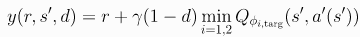 y(r, s′, d) = r + γ(1 − d) min_{i=1,2} Q_{ϕ_{i,targ}}(s′, a′(s′))